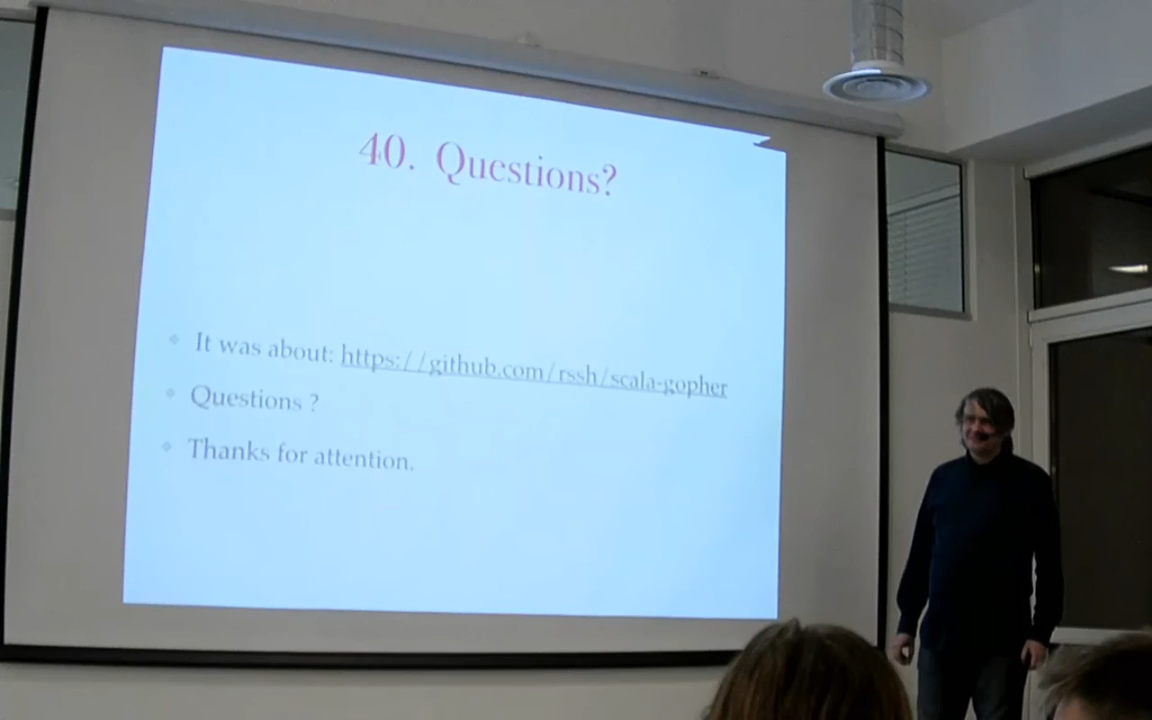 40. Questions?
It was about: https://github.com/rssh/scala-gopher
Questions ?
Thanks for attention.